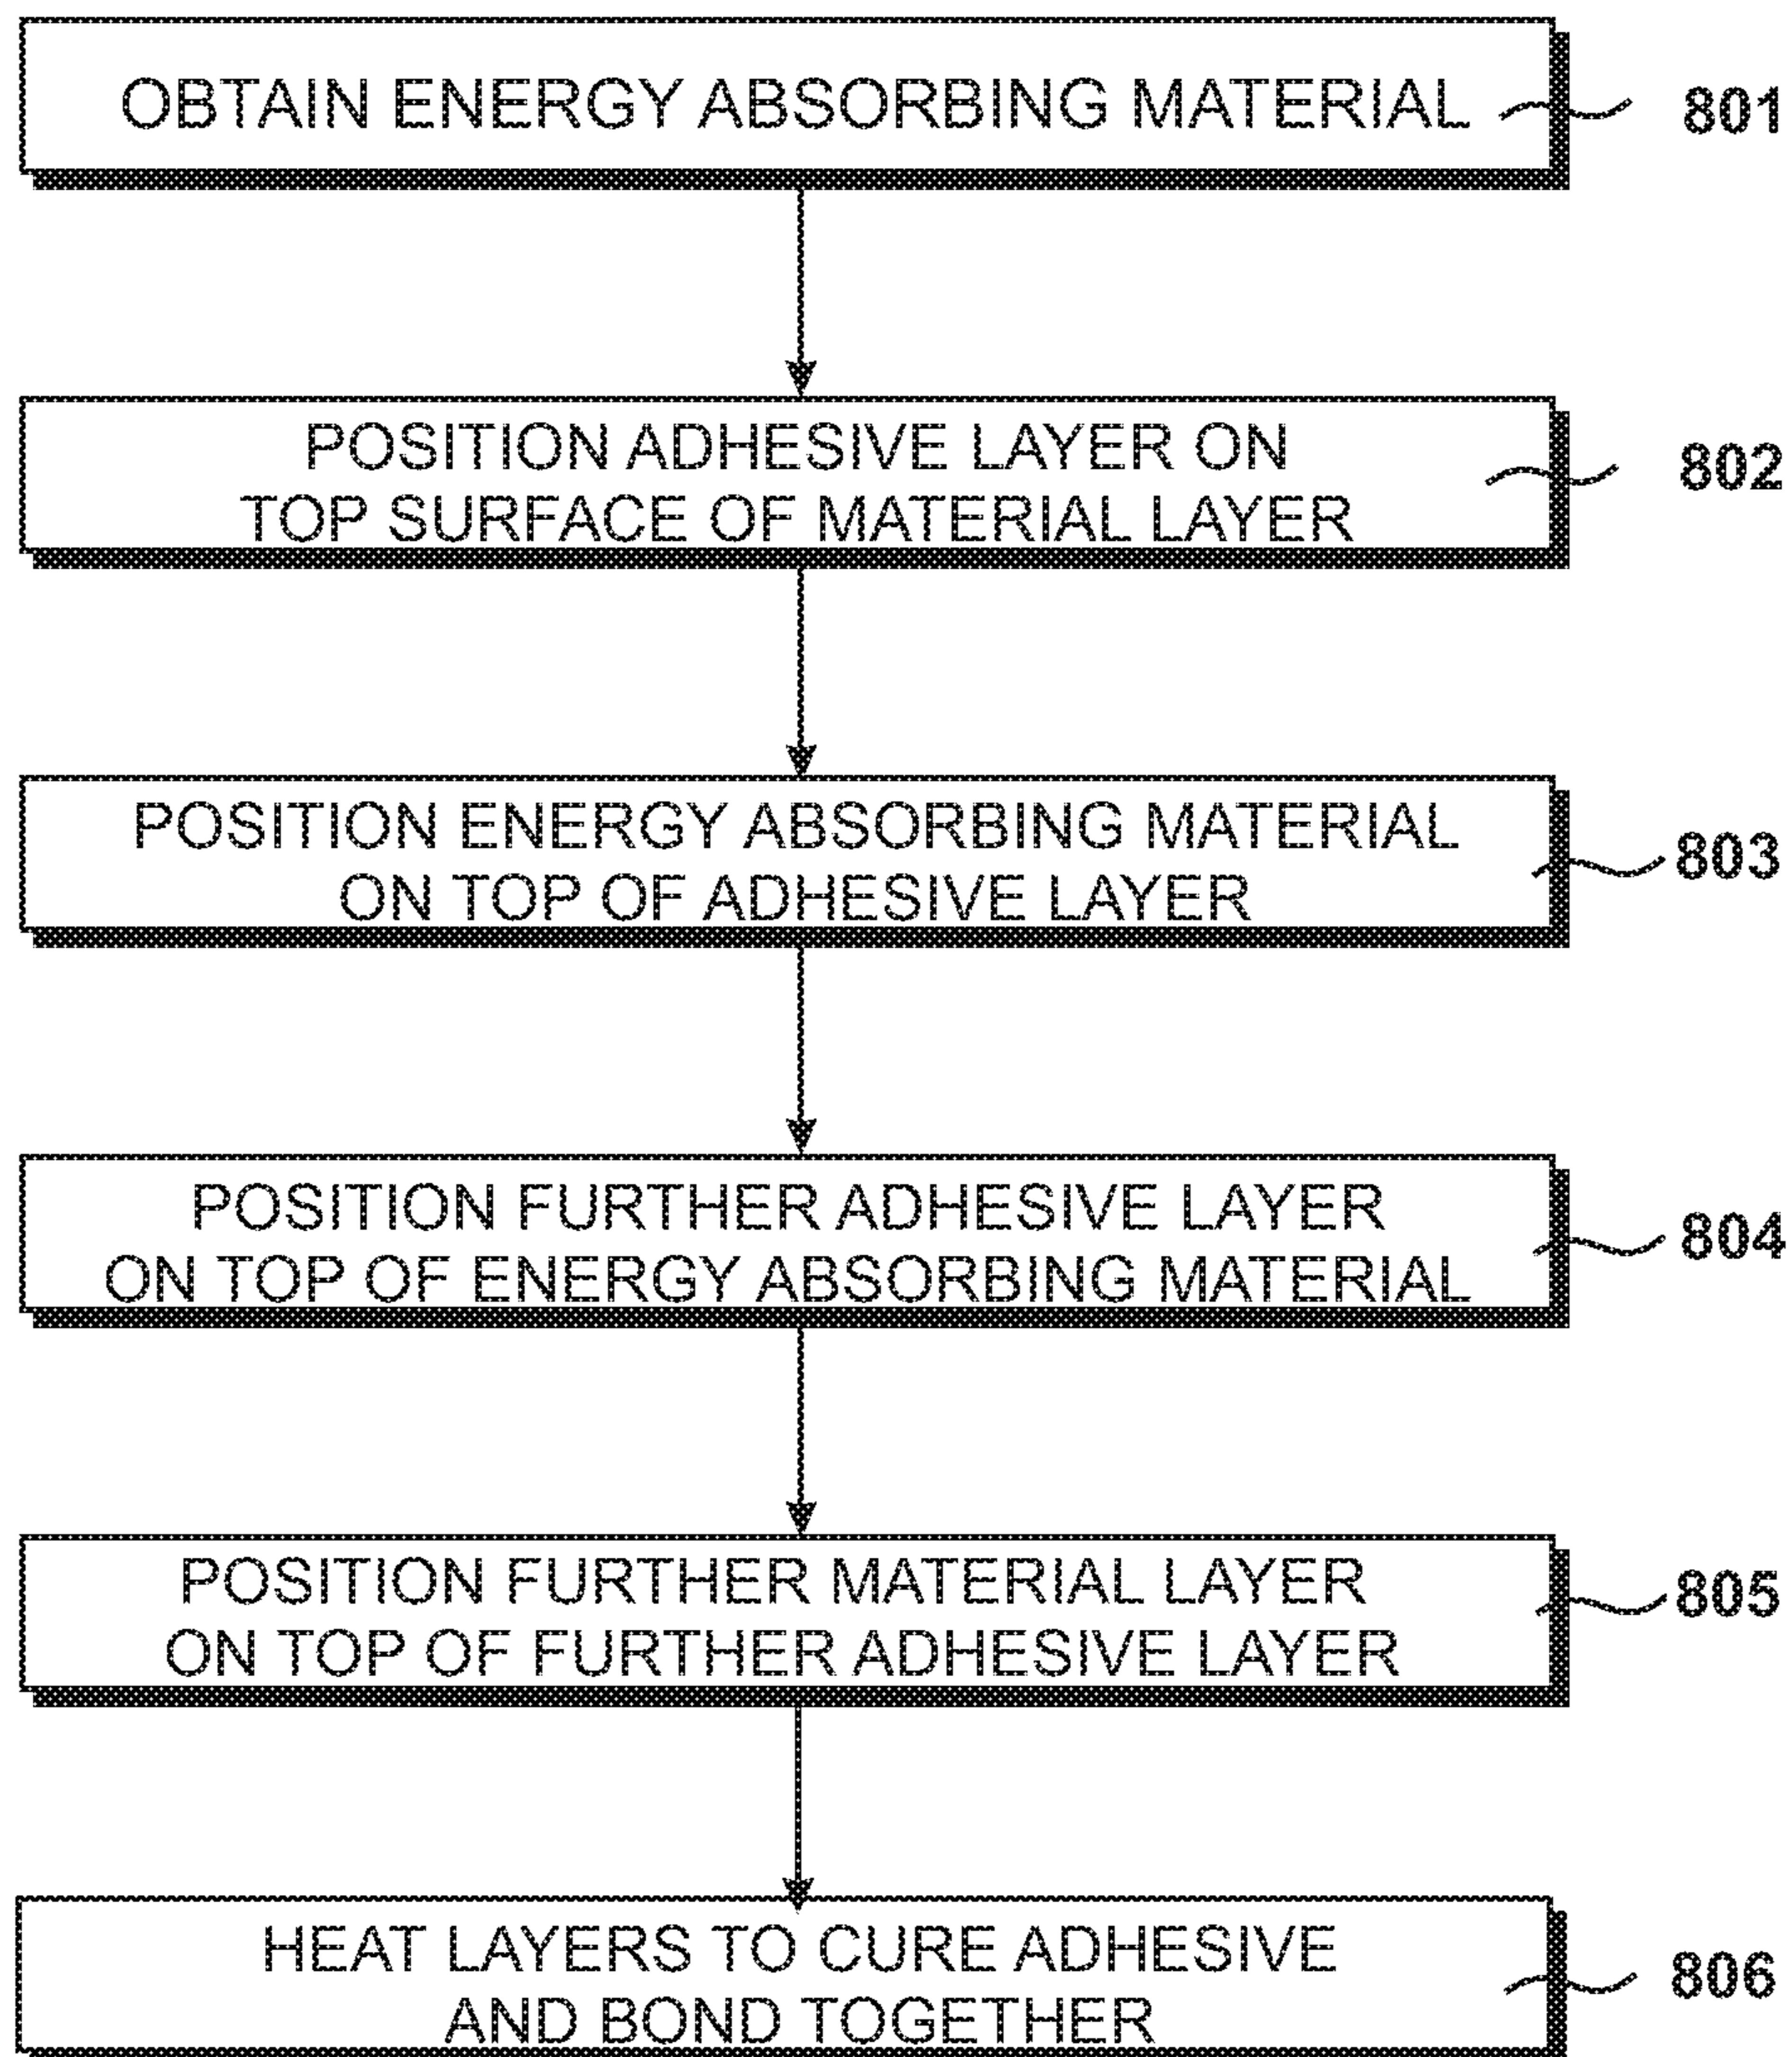 OBTAIN ENERGY ABSORBING MATERIAL 801
POSITION ADHESIVE LAYER ON
TOP SURFACE OF MATERIAL LAYER
802
POSITION ENERGY ABSORBING MATERIAL
ON TOP OF ADHESIVE LAYER
803
POSITION FURTHER ADHESIVE LAYER
ON TOP OF ENERGY ABSORBING MATERIAL
804
POSITION FURTHER MATERIAL LAYER
ON TOP OF FURTHER ADHESIVE LAYER
805
HEAT LAYERS TO CURE ADHESIVE
AND BOND TOGETHER
806